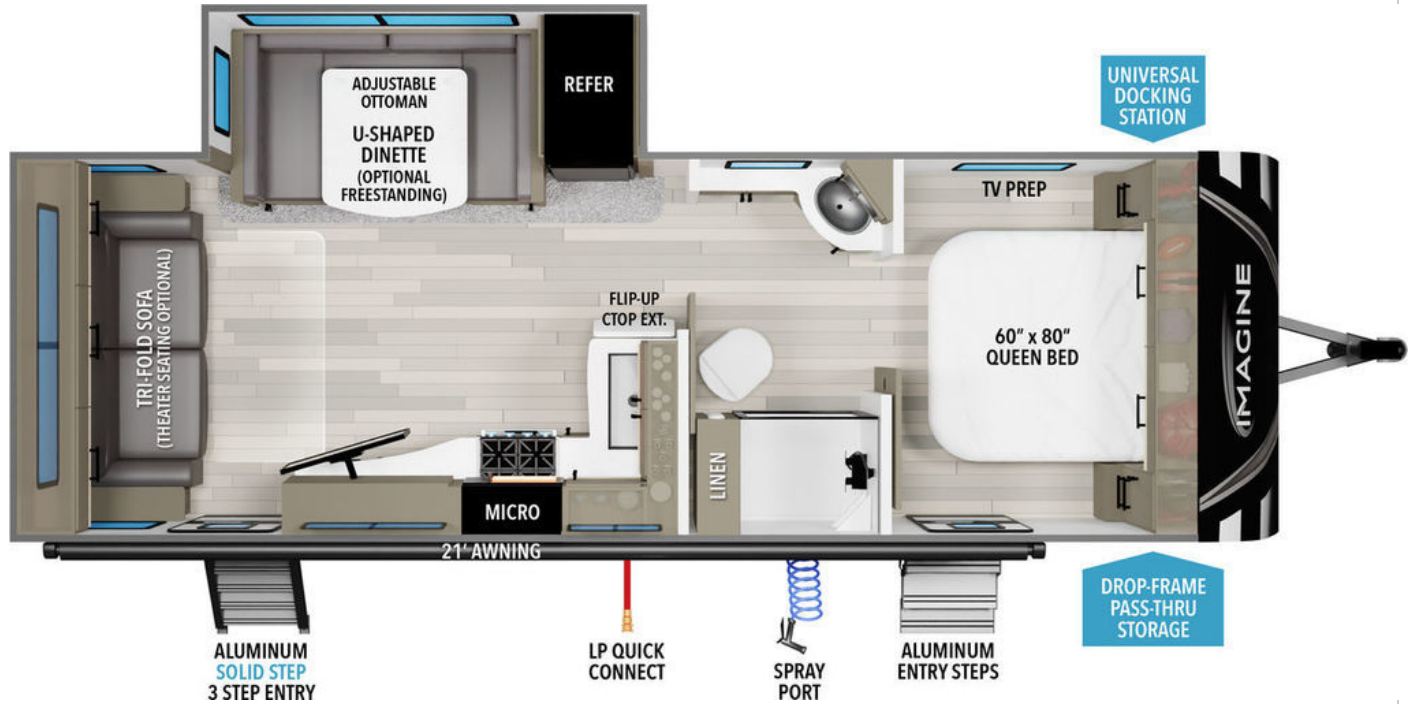 ADJUSTABLE
OTTOMAN
U-SHAPED
DINETTE
(OPTIONAL
FREESTANDING)
REFER
UNIVERSAL
DOCKING
STATION
TV PREP
TRI-FOLD SOFA
(THEATER SEATING OPTIONAL)
FLIP-UP
CTOP EXT.
60" x 80"
QUEEN BED
IMAGINE
LINEN
MICRO
21' AWNING
ALUMINUM
SOLID STEP
3 STEP ENTRY
LP QUICK
CONNECT
SPRAY
PORT
ALUMINUM
ENTRY STEPS
DROP-FRAME
PASS-THRU
STORAGE